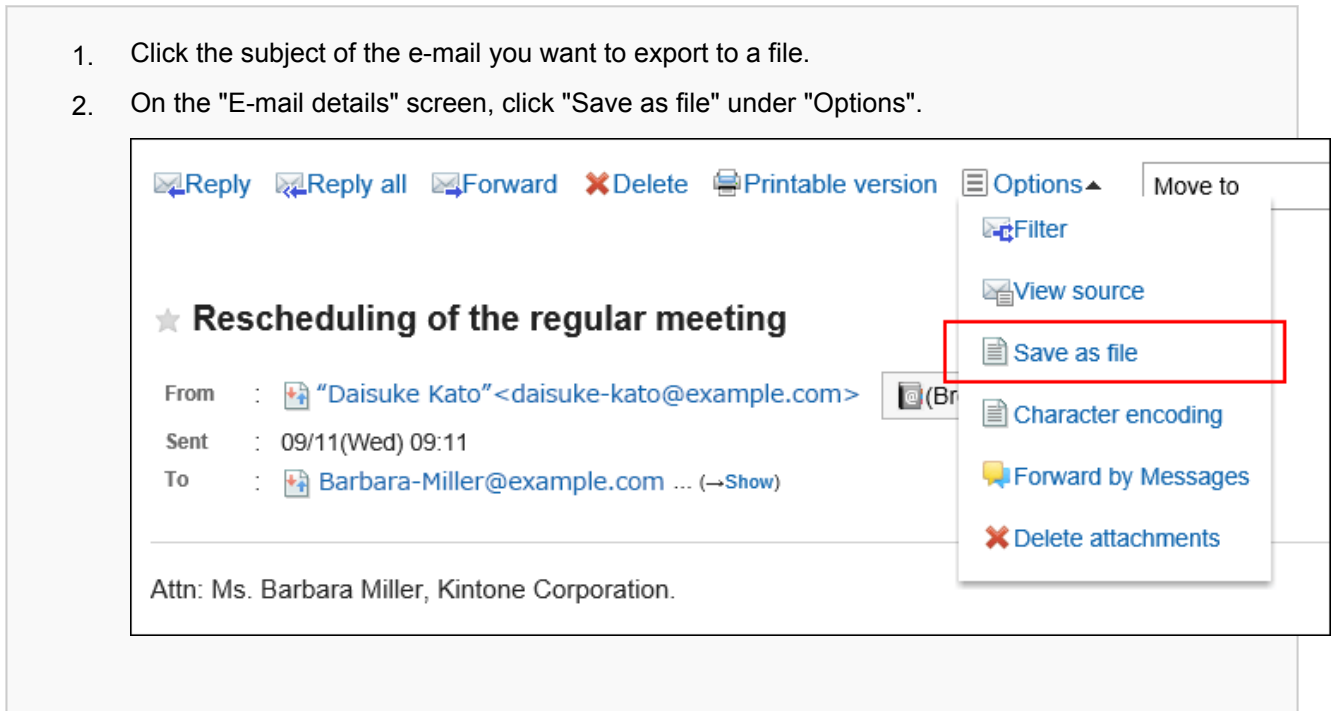 1. Click the subject of the e-mail you want to export to a file.
2. On the "E-mail details" screen, click "Save as file" under "Options".
Reply Reply all Forward Delete Printable version Options▲ Move to
Filter
View source
Rescheduling of the regular meeting
Save as file
From : “Daisuke Kato”<daisuke-kato@example.com> (Br
Character encoding
Sent : 09/11(Wed) 09:11
To : Barbara-Miller@example.com ... (→Show)
Forward by Messages
Delete attachments
Attn: Ms. Barbara Miller, Kintone Corporation.